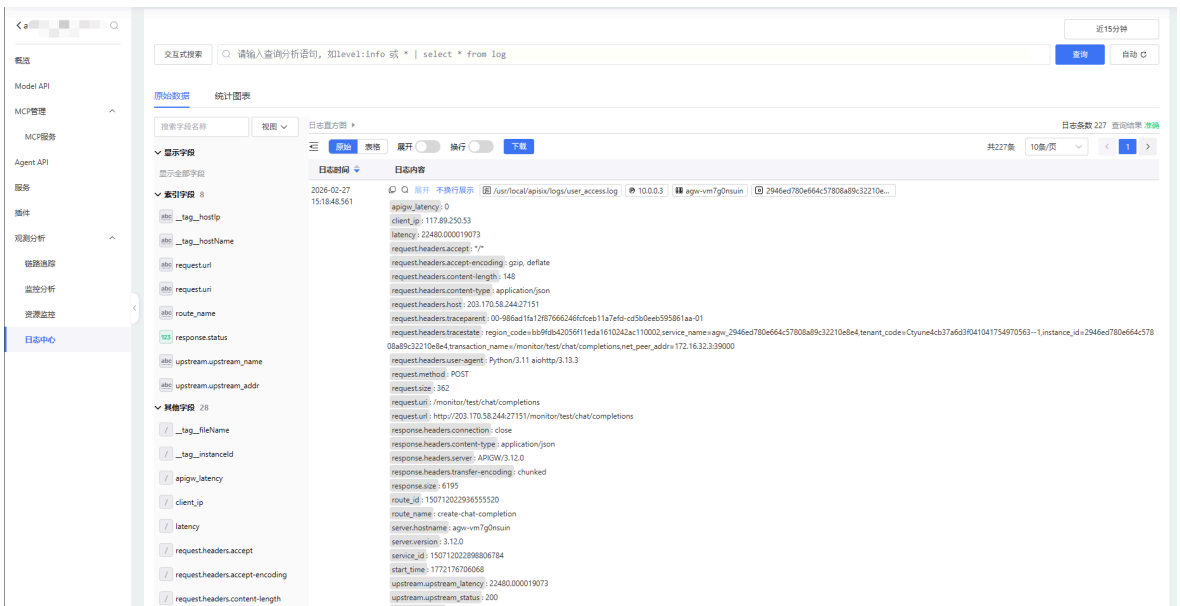 a
近15分钟
交互式搜索
请输入查询分析语句, 如level:info 或 * | select * from log
查询
自动
概览
Model API
MCP管理
MCP服务
Agent API
服务
插件
观测分析
链路追踪
监控分析
资源监控
日志中心
原始数据
统计图表
搜索字段名称
视图
显示字段
显示全部字段
索引字段 8
abc __tag__hostIp
abc __tag__hostName
abc request.url
abc request.uri
abc route_name
123 response.status
abc upstream.upstream_name
abc upstream.upstream_addr
其他字段 28
/ __tag__fileName
/ __tag__instanceId
/ apigw_latency
/ client_ip
/ latency
/ request.headers.accept
/ request.headers.accept-encoding
/ request.headers.content-length
日志直方图
日志条数 227 查询结果 准确
原始 表格 展开 换行 下载
共227条 10条/页 1
日志时间 日志内容
2026-02-27
15:18:48.561
展开 不换行展示 /usr/local/apisix/logs/user_access.log 10.0.0.3 agw-vm7g0nsuin 2946ed780e664c57808a89c32210e...
apigw_latency : 0
client_ip : 117.89.250.53
latency : 22480.000019073
request.headers.accept : "*/*"
request.headers.accept-encoding : gzip, deflate
request.headers.content-length : 148
request.headers.content-type : application/json
request.headers.host : 203.170.58.244:27151
request.headers.traceparent : 00-986ad1fa12f87666246fcfceb11a7efd-cd5b0eeb595861aa-01
request.headers.tracestate : region_code=bb9fdb42056f11eda1610242ac110002,service_name=agw_2946ed780e664c57808a89c32210e8e4,tenant_code=Ctyune4cb37a6d3f041041754970563--1,instance_id=2946ed780e664c578
08a89c32210e8e4,transaction_name=/monitor/test/chat/completions,net_peer_addr=172.16.32.3:39000
request.headers.user-agent : Python/3.11 aiohttp/3.13.3
request.method : POST
request.size : 362
request.uri : /monitor/test/chat/completions
request.url : http://203.170.58.244:27151/monitor/test/chat/completions
response.headers.connection : close
response.headers.content-type : application/json
response.headers.server : APIGW/3.12.0
response.headers.transfer-encoding : chunked
response.size : 6195
route_id : 150712022936555520
route_name : create-chat-completion
server.hostname : agw-vm7g0nsuin
server.version : 3.12.0
service_id : 150712022898806784
start_time : 1772176706068
upstream.upstream_latency : 22480.000019073
upstream.upstream_status : 200